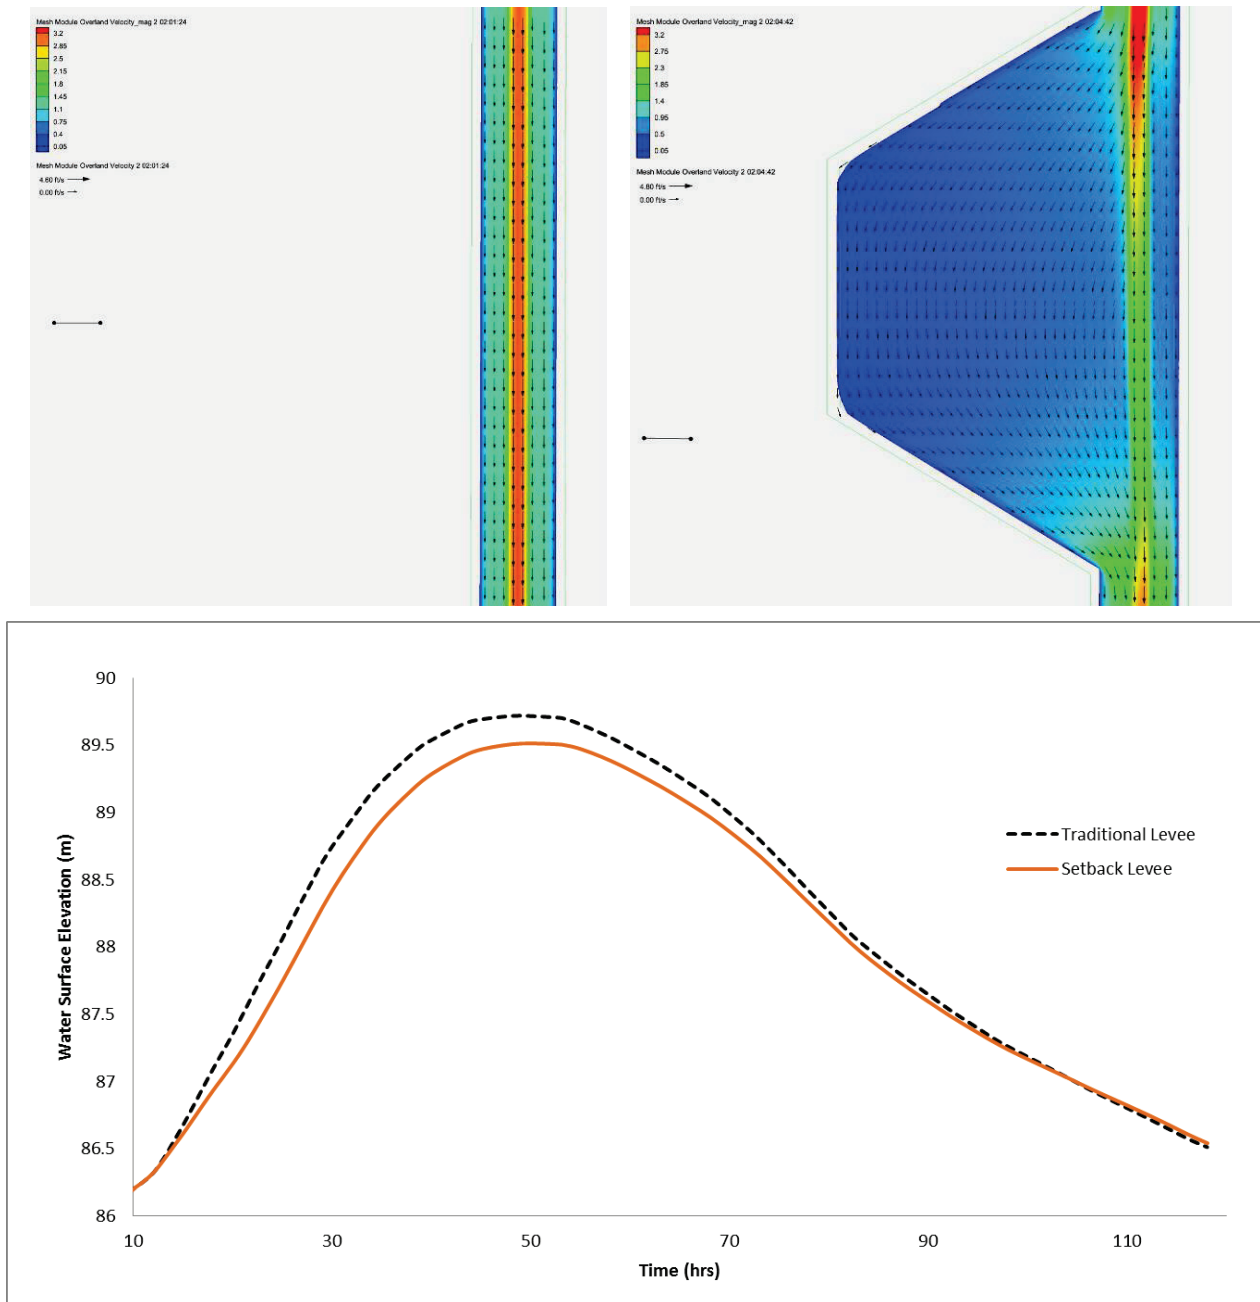 Mesh Module Overland Velocity_mag 2 02:01:24
3.2
2.85
2.5
2.15
1.8
1.45
1.1
0.75
0.4
0.05
Mesh Module Overland Velocity 2 02:01:24
4.60 ft/s
0.00 ft/s
Mesh Module Overland Velocity_mag 2 02:04:42
3.2
2.75
2.3
1.85
1.4
0.95
0.5
0.05
Mesh Module Overland Velocity 2 02:04:42
4.80 ft/s
0.00 ft/s
90
89.5
89
88.5
88
87.5
87
86.5
86
Water Surface Elevation (m)
10 30 50 70 90 110
Time (hrs)
Traditional Levee
Setback Levee